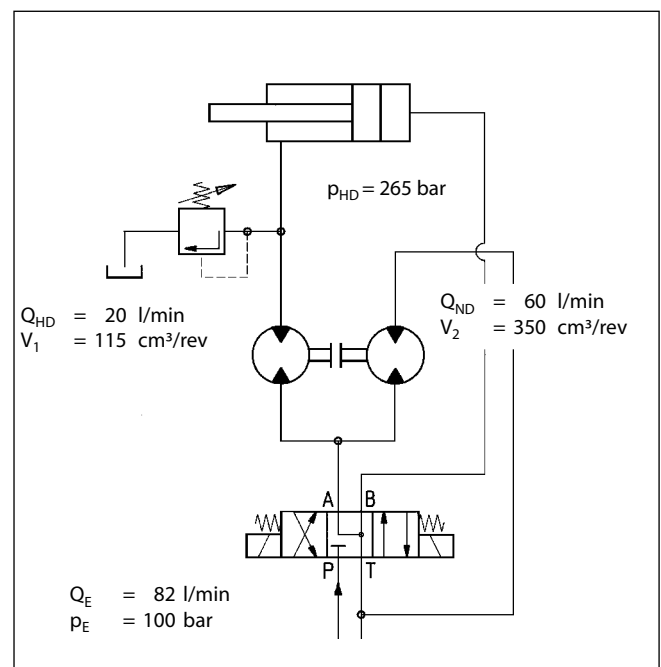 p_HD = 265 bar
Q_HD = 20 l/min
V_1 = 115 cm³/rev
Q_ND = 60 l/min
V_2 = 350 cm³/rev
A B
P T
Q_E = 82 l/min
p_E = 100 bar